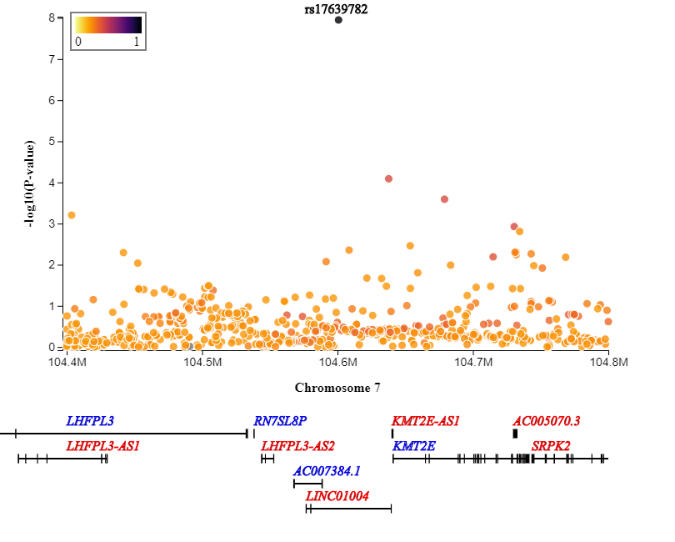 rs17639782
8
0
1
7
6
5
4
3
2
1
0
-log10(P-value)
104.4M
104.5M
104.6M
104.7M
104.8M
Chromosome 7
LHFPL3
RN7SL8P
KMT2E-AS1
AC005070.3
LHFPL3-AS1
LHFPL3-AS2
KMT2E
SRPK2
AC007384.1
LINC01004